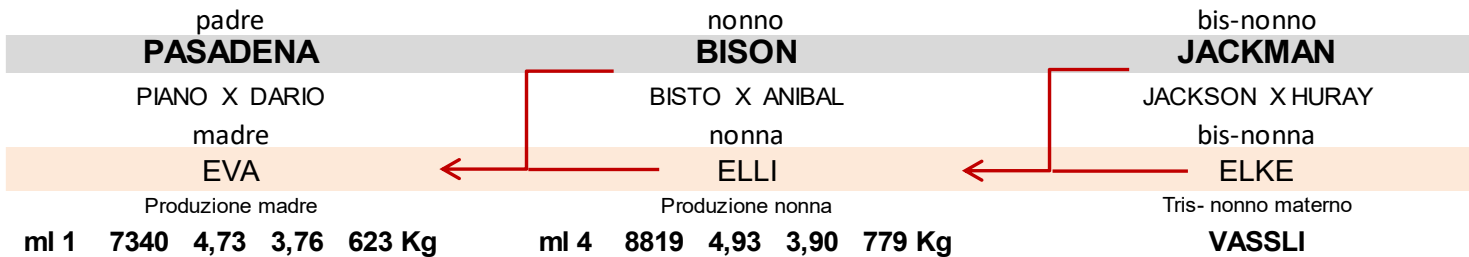 padre nonno bis-nonno
PASADENA BISON JACKMAN
PIANO X DARIO BISTO X ANIBAL JACKSON X HURAY
madre nonna bis-nonna
EVA ELLI ELKE
Produzione madre Produzione nonna Tris- nonno materno
ml 1 7340 4,73 3,76 623 Kg ml 4 8819 4,93 3,90 779 Kg VASSLI